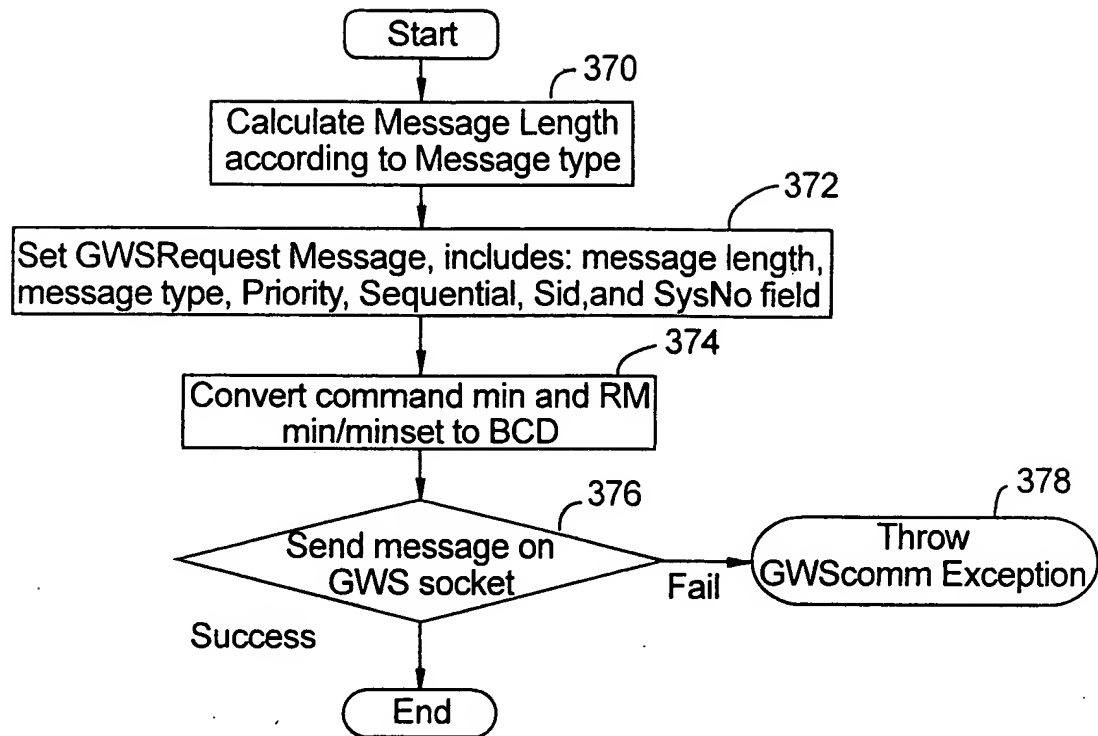 Start
370
Calculate Message Length
according to Message type
372
Set GWSRequest Message, includes: message length,
message type, Priority, Sequential, Sid,and SysNo field
374
Convert command min and RM
min/minset to BCD
376
Send message on
GWS socket
378
Throw
GWScomm Exception
Fail
Success
End